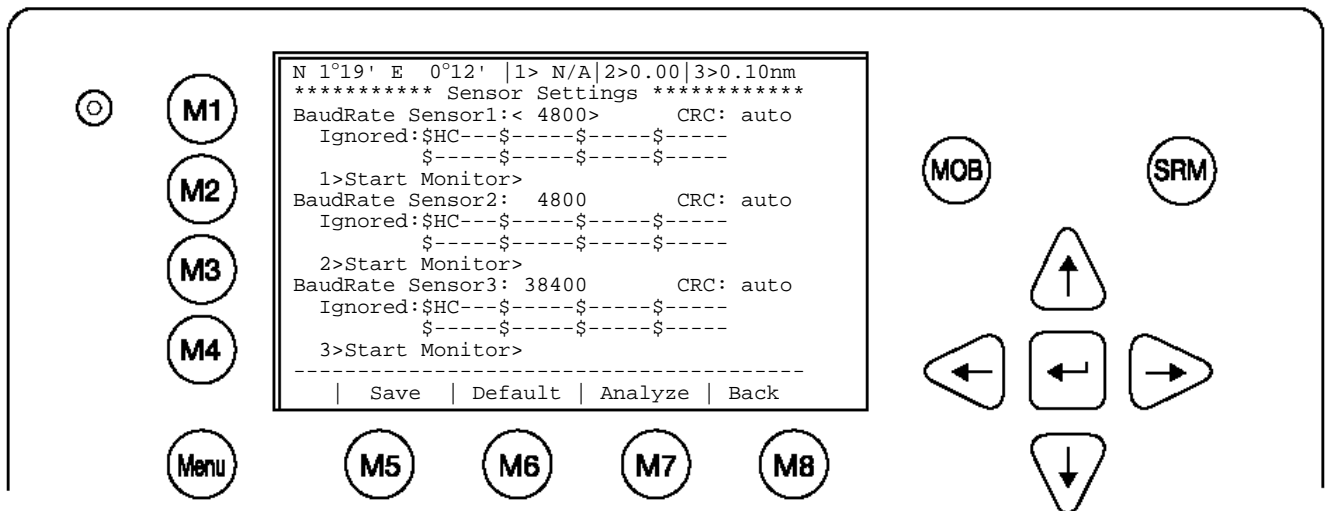 N 1°19' E 0°12' |1> N/A|2>0.00|3>0.10nm
*********** Sensor Settings ************
BaudRate Sensor1:< 4800> CRC: auto
Ignored:$HC---$-----$-----$-----
$-----$-----$-----$-----
1>Start Monitor>
BaudRate Sensor2: 4800 CRC: auto
Ignored:$HC---$-----$-----$-----
$-----$-----$-----$-----
2>Start Monitor>
BaudRate Sensor3: 38400 CRC: auto
Ignored:$HC---$-----$-----$-----
$-----$-----$-----$-----
3>Start Monitor>
----------------------------------------
| Save | Default | Analyze | Back
M1
M2
M3
M4
MOB
SRM
Menu
M5
M6
M7
M8